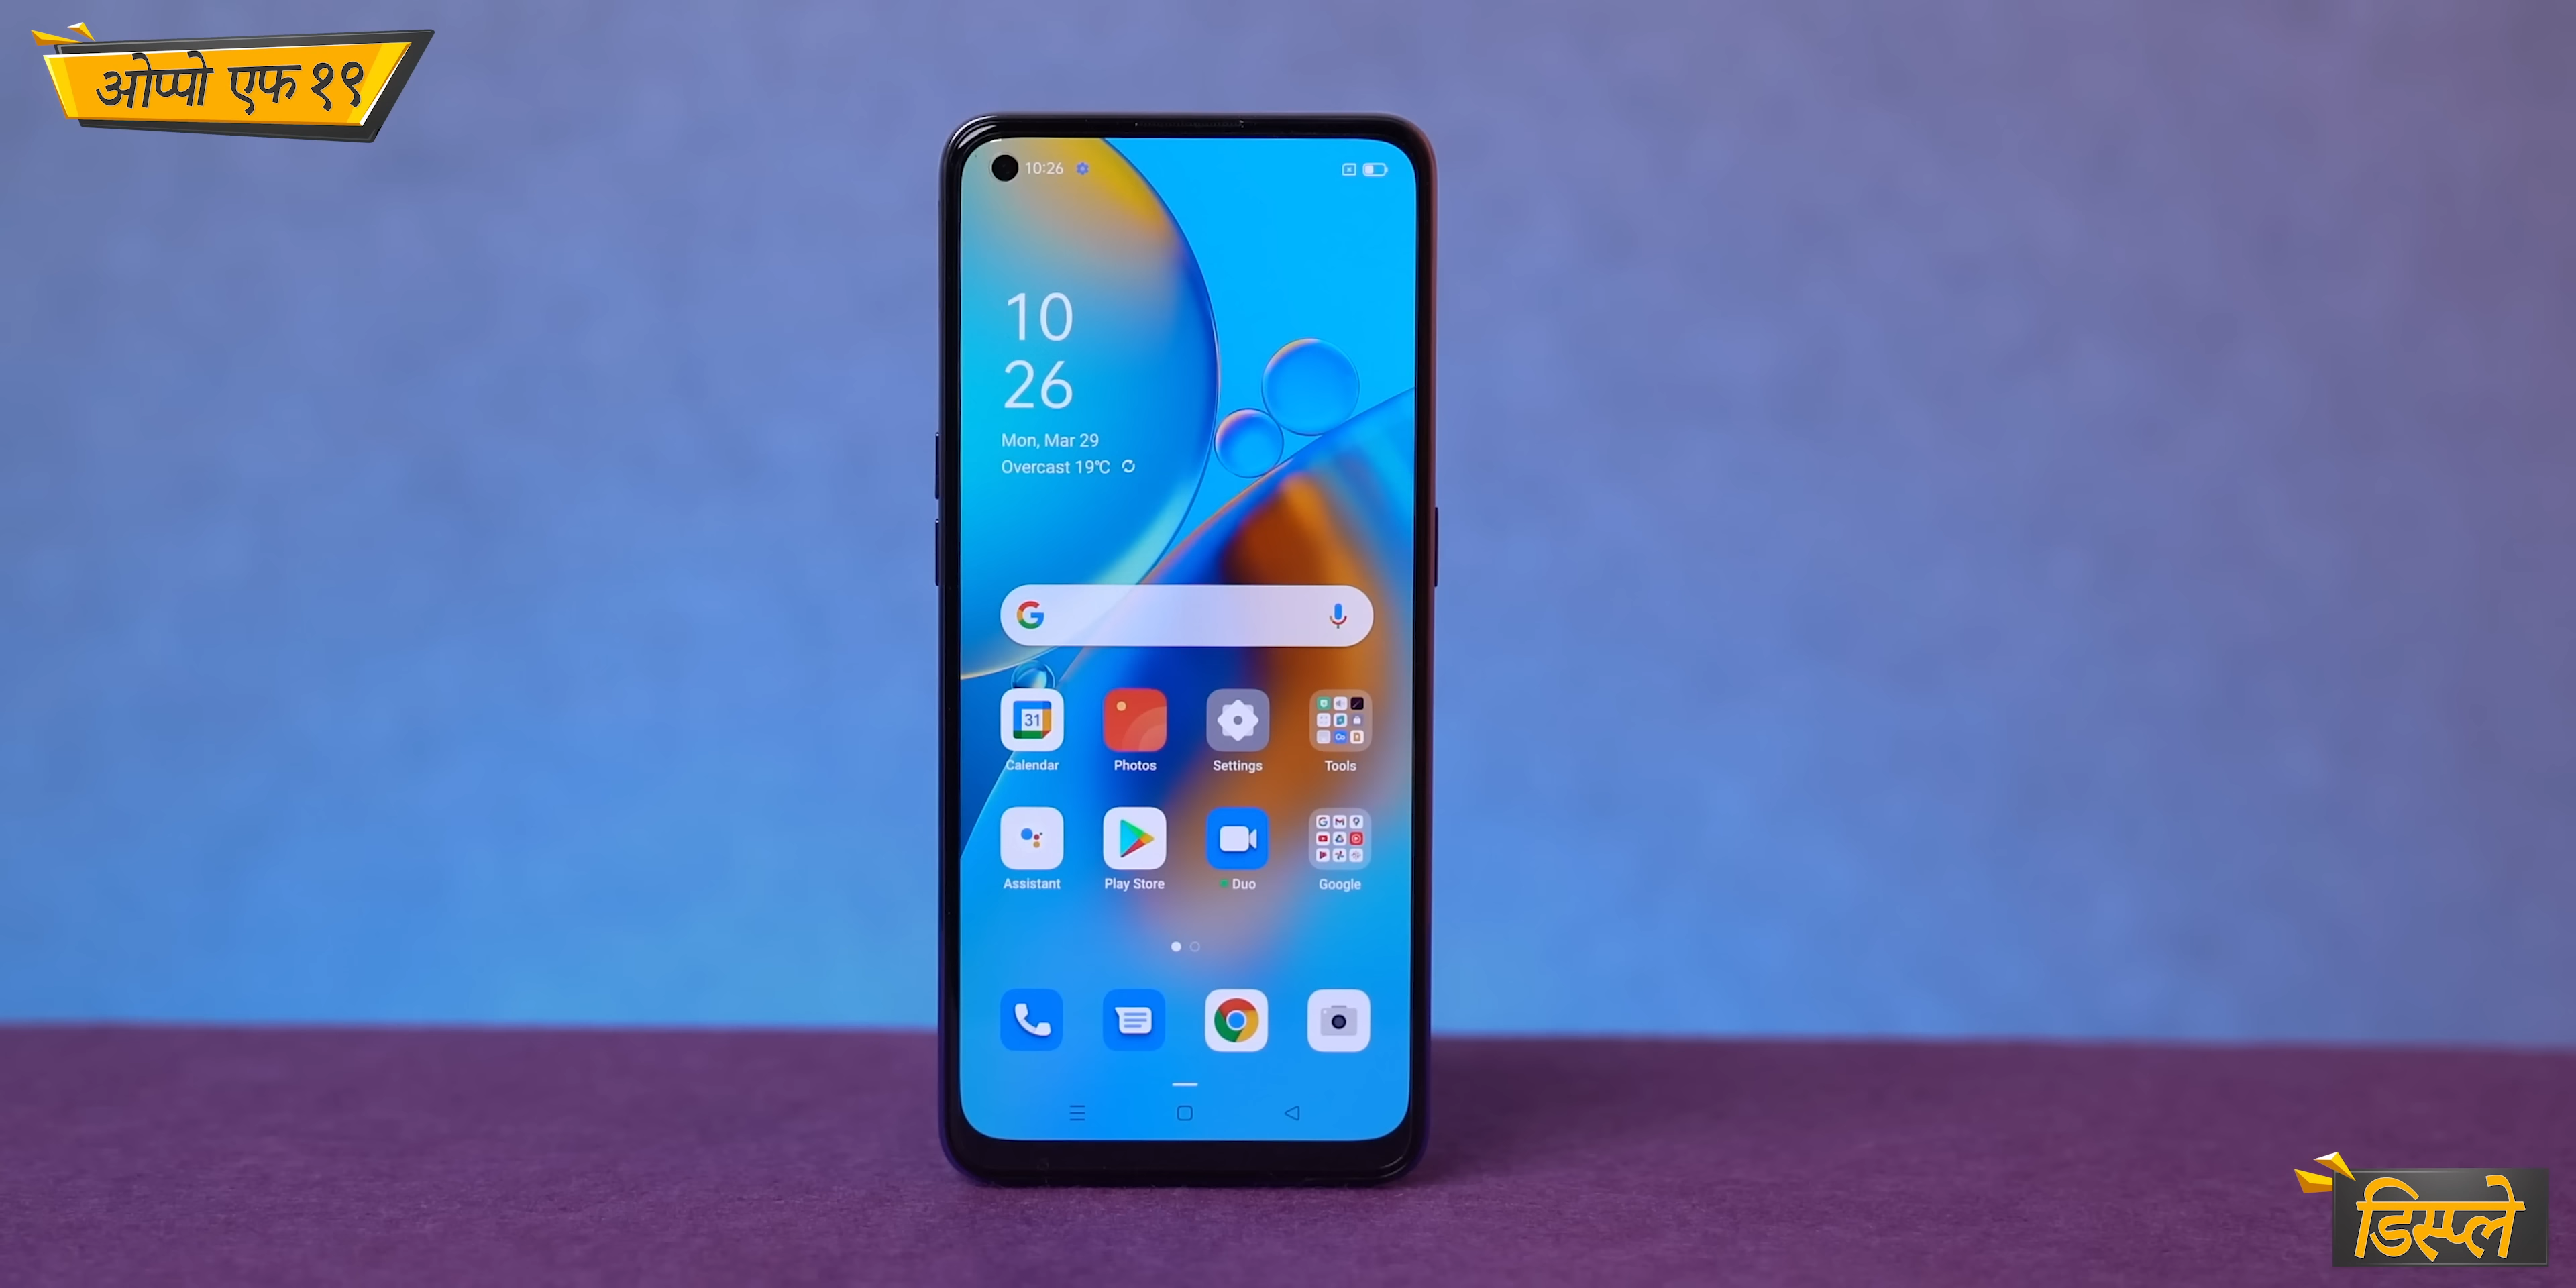 ओप्पो एफ १९
10:26
10
26
Mon, Mar 29
Overcast 19℃
31
Calendar
Photos
Settings
Tools
Assistant
Play Store
Duo
Google
डिस्प्ले